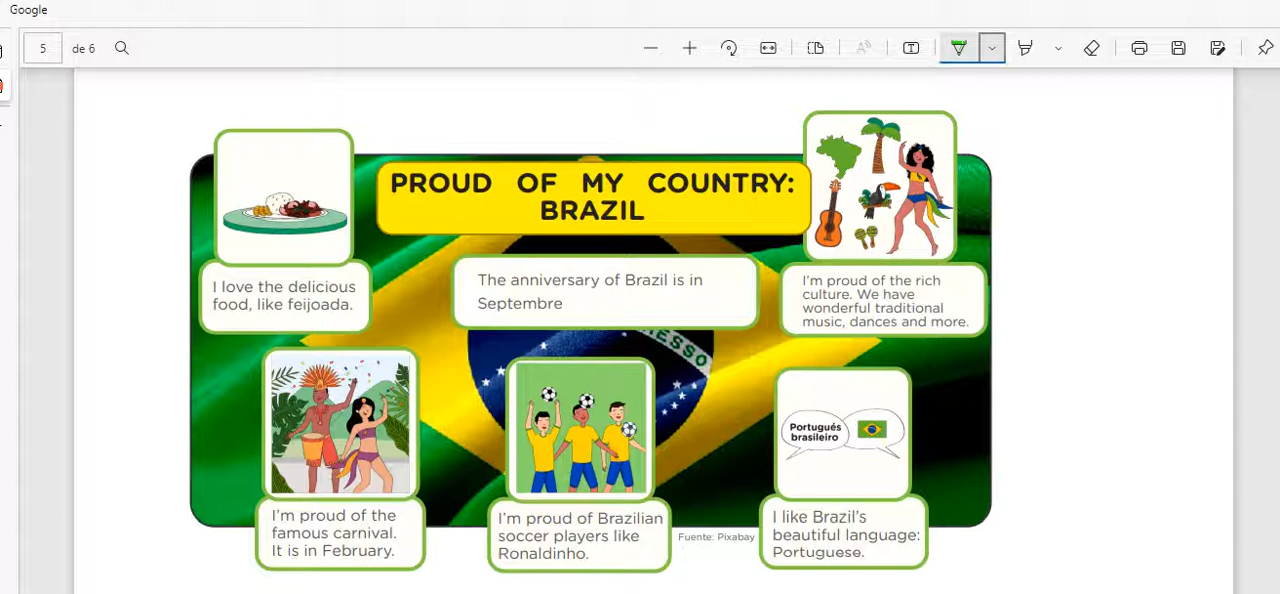 Google
5 de 6
PROUD OF MY COUNTRY:
BRAZIL
I love the delicious
food, like feijoada.
The anniversary of Brazil is in
Septembre
I'm proud of the rich
culture. We have
wonderful traditional
music, dances and more.
ESSO
Portugués
brasileiro
I'm proud of the
famous carnival.
It is in February.
I'm proud of Brazilian
soccer players like
Ronaldinho.
Fuente: Pixabay
I like Brazil's
beautiful language:
Portuguese.